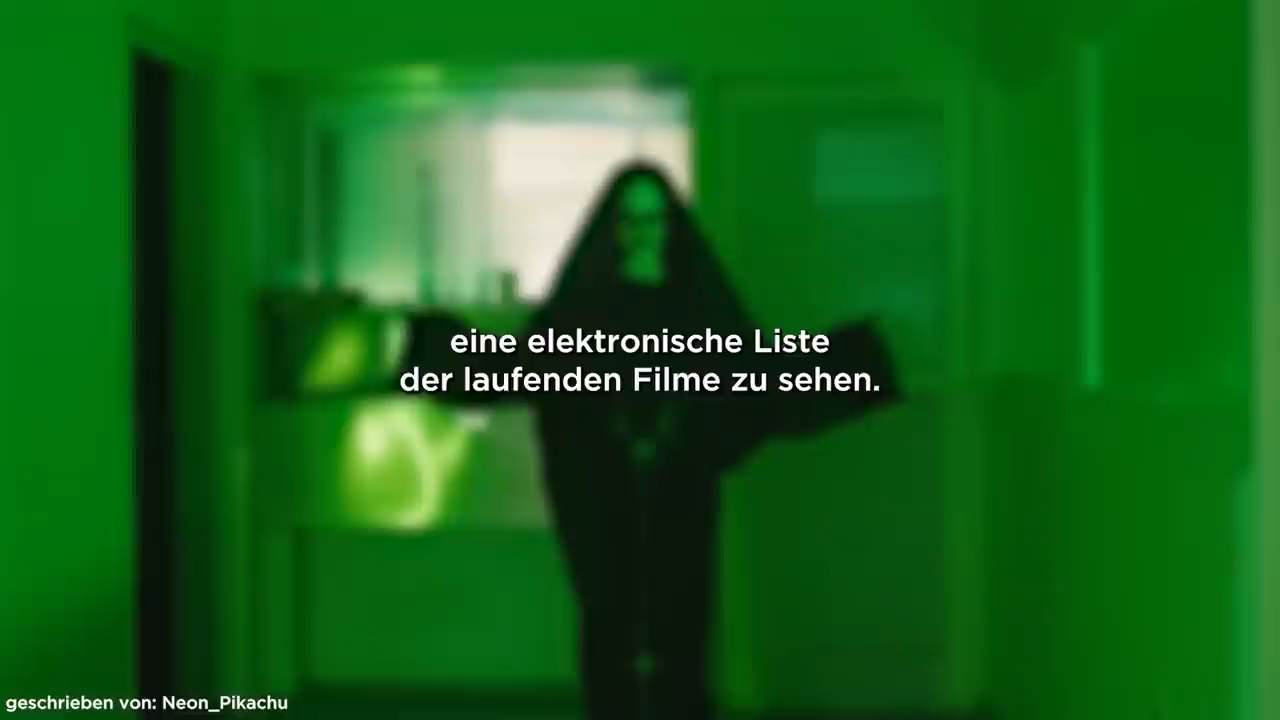 eine elektronische Liste
der laufenden Filme zu sehen.
geschrieben von: Neon_Pikachu